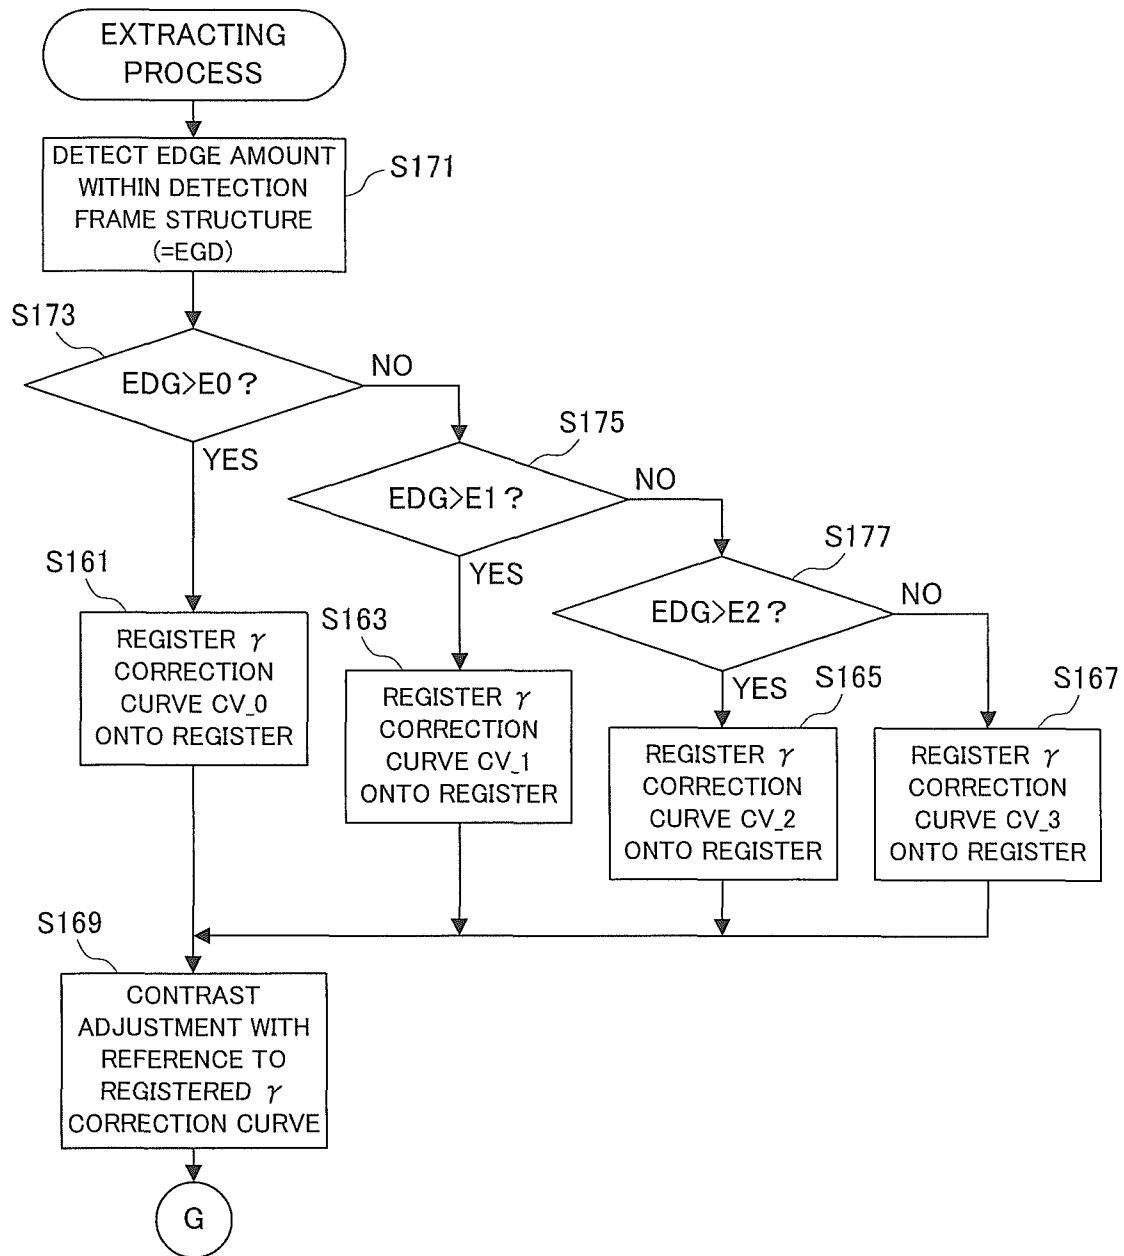 EXTRACTING
PROCESS
DETECT EDGE AMOUNT
WITHIN DETECTION
FRAME STRUCTURE
(=EGD)
S171
S173
EDG>E0?
NO
YES
S175
EDG>E1?
NO
YES
S177
EDG>E2?
NO
YES
S161
REGISTER γ
CORRECTION
CURVE CV_0
ONTO REGISTER
S163
REGISTER γ
CORRECTION
CURVE CV_1
ONTO REGISTER
S165
REGISTER γ
CORRECTION
CURVE CV_2
ONTO REGISTER
S167
REGISTER γ
CORRECTION
CURVE CV_3
ONTO REGISTER
S169
CONTRAST
ADJUSTMENT WITH
REFERENCE TO
REGISTERED γ
CORRECTION CURVE
G